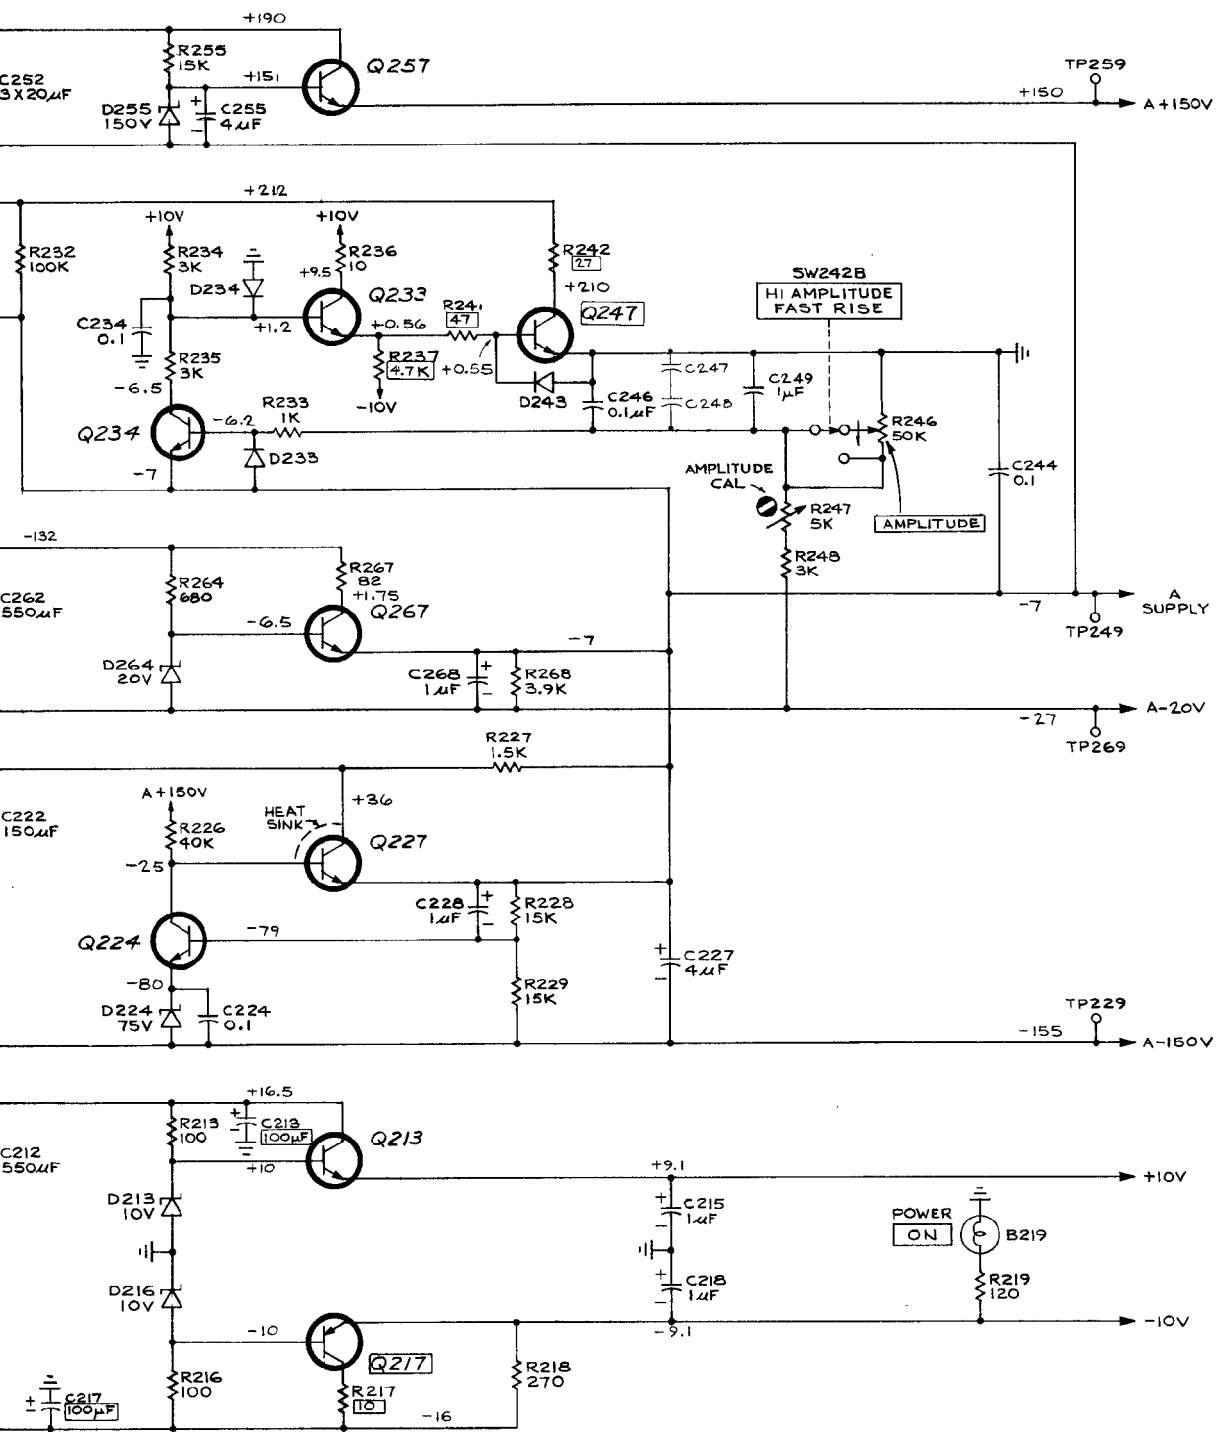 +190
R255
15K
Q257
C252
3X20µF
+151
D255
150V
+
-
C255
4µF
TP259
+150
A+150V
+212
+10V
+10V
R232
100K
R234
3K
D234
R236
10
+9.5
Q233
R242
27
+210
Q247
SW242B
HI AMPLITUDE
FAST RISE
C234
0.1
+1.2
+0.56
R241
47
R235
3K
R237
4.7K
+0.55
-10V
D243
C246
0.1µF
C247
C248
C249
1µF
-6.5
R233
1K
-6.2
Q234
D233
R246
50K
-7
AMPLITUDE
CAL
R247
5K
AMPLITUDE
C244
0.1
-132
R264
680
R267
82
+1.75
Q267
R248
3K
C262
550µF
-6.5
-7
A
SUPPLY
-7
TP249
D264
20V
C268
1µF
+
-
R268
3.9K
-27
A-20V
TP269
R227
1.5K
A+150V
+36
HEAT
SINK
C222
150µF
R226
40K
Q227
-25
C228
1µF
+
-
R228
15K
Q224
-79
+
-
C227
4µF
-80
R229
15K
D224
75V
C224
0.1
TP229
-155
A-150V
+16.5
R213
100
+
-
C213
100µF
Q213
C212
550µF
+10
+9.1
+10V
D213
10V
+
-
C215
1µF
POWER
ON
B219
D216
10V
+
-
C218
1µF
R219
120
-10
-9.1
-10V
Q217
R216
100
R217
10
R218
270
C217
100µF
-16